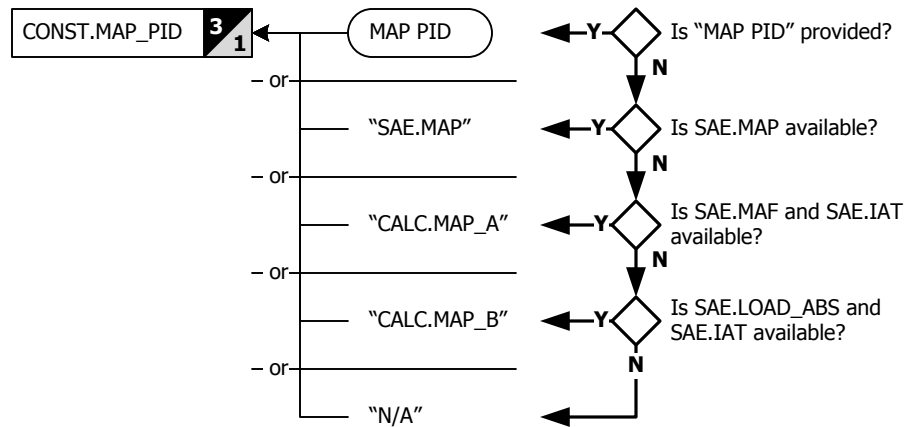 CONST.MAP_PID 3 1 MAP PID Y Is “MAP PID” provided?
N
– or
“SAE.MAP” Y Is SAE.MAP available?
N
– or
“CALC.MAP_A” Y Is SAE.MAF and SAE.IAT
available?
N
– or
“CALC.MAP_B” Y Is SAE.LOAD_ABS and
SAE.IAT available?
N
– or
“N/A”